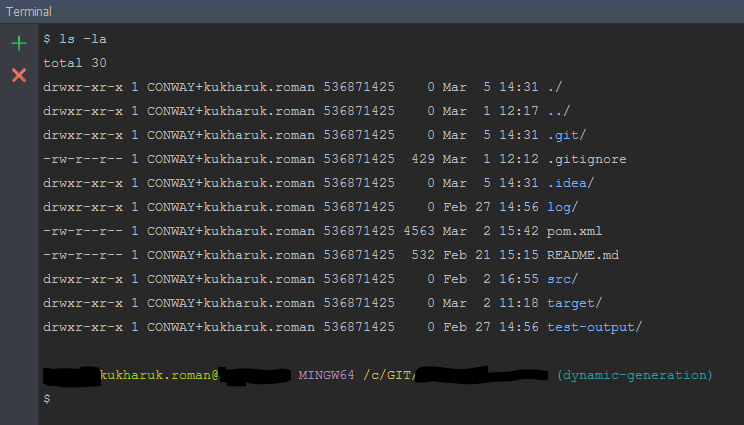 Terminal
$ ls -la
total 30
drwxr-xr-x 1 CONWAY+kukharuk.roman 536871425    0 Mar  5 14:31 ./
drwxr-xr-x 1 CONWAY+kukharuk.roman 536871425    0 Mar  1 12:17 ../
drwxr-xr-x 1 CONWAY+kukharuk.roman 536871425    0 Mar  5 14:31 .git/
-rw-r--r-- 1 CONWAY+kukharuk.roman 536871425  429 Mar  1 12:12 .gitignore
drwxr-xr-x 1 CONWAY+kukharuk.roman 536871425    0 Mar  5 14:31 .idea/
drwxr-xr-x 1 CONWAY+kukharuk.roman 536871425    0 Feb 27 14:56 log/
-rw-r--r-- 1 CONWAY+kukharuk.roman 536871425 4563 Mar  2 15:42 pom.xml
-rw-r--r-- 1 CONWAY+kukharuk.roman 536871425  532 Feb 21 15:15 README.md
drwxr-xr-x 1 CONWAY+kukharuk.roman 536871425    0 Feb  2 16:55 src/
drwxr-xr-x 1 CONWAY+kukharuk.roman 536871425    0 Mar  2 11:18 target/
drwxr-xr-x 1 CONWAY+kukharuk.roman 536871425    0 Feb 27 14:56 test-output/
kukharuk.roman@ MINGW64 /c/GIT/ (dynamic-generation)
$